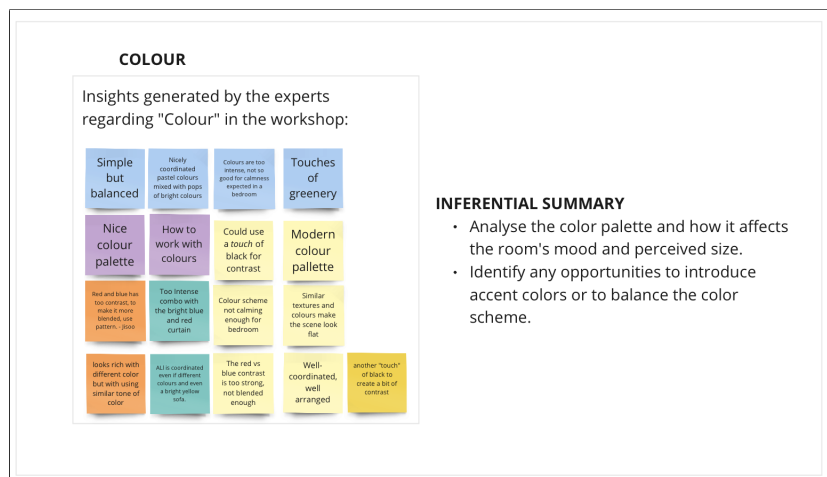 COLOUR
Insights generated by the experts
regarding "Colour" in the workshop:
Simple
but
balanced
Nicely
coordinated
pastel colours
mixed with pops
of bright colours
Colours are too
intense, not so
good for calmness
expected in a
bedroom
Touches
of
greenery
Nice
colour
palette
How to
work with
colours
Could use
a touch of
black for
contrast
Modern
colour
pallette
Red and blue has
too contrast, to
make it more
blended, use
pattern. - Jisoo
Too Intense
combo with
the bright blue
and red
curtain
Colour scheme
not calming
enough for
bedroom
Similar
textures and
colours make
the scene look
flat
looks rich with
different color
but with using
similar tone of
color
ALl is coordinated
even if different
colours and even
a bright yellow
sofa.
The red vs
blue contrast
is too strong,
not blended
enough
Well-
coordinated,
well
arranged
another "touch"
of black to
create a bit of
contrast
INFERENTIAL SUMMARY
• Analyse the color palette and how it affects
the room's mood and perceived size.
• Identify any opportunities to introduce
accent colors or to balance the color
scheme.